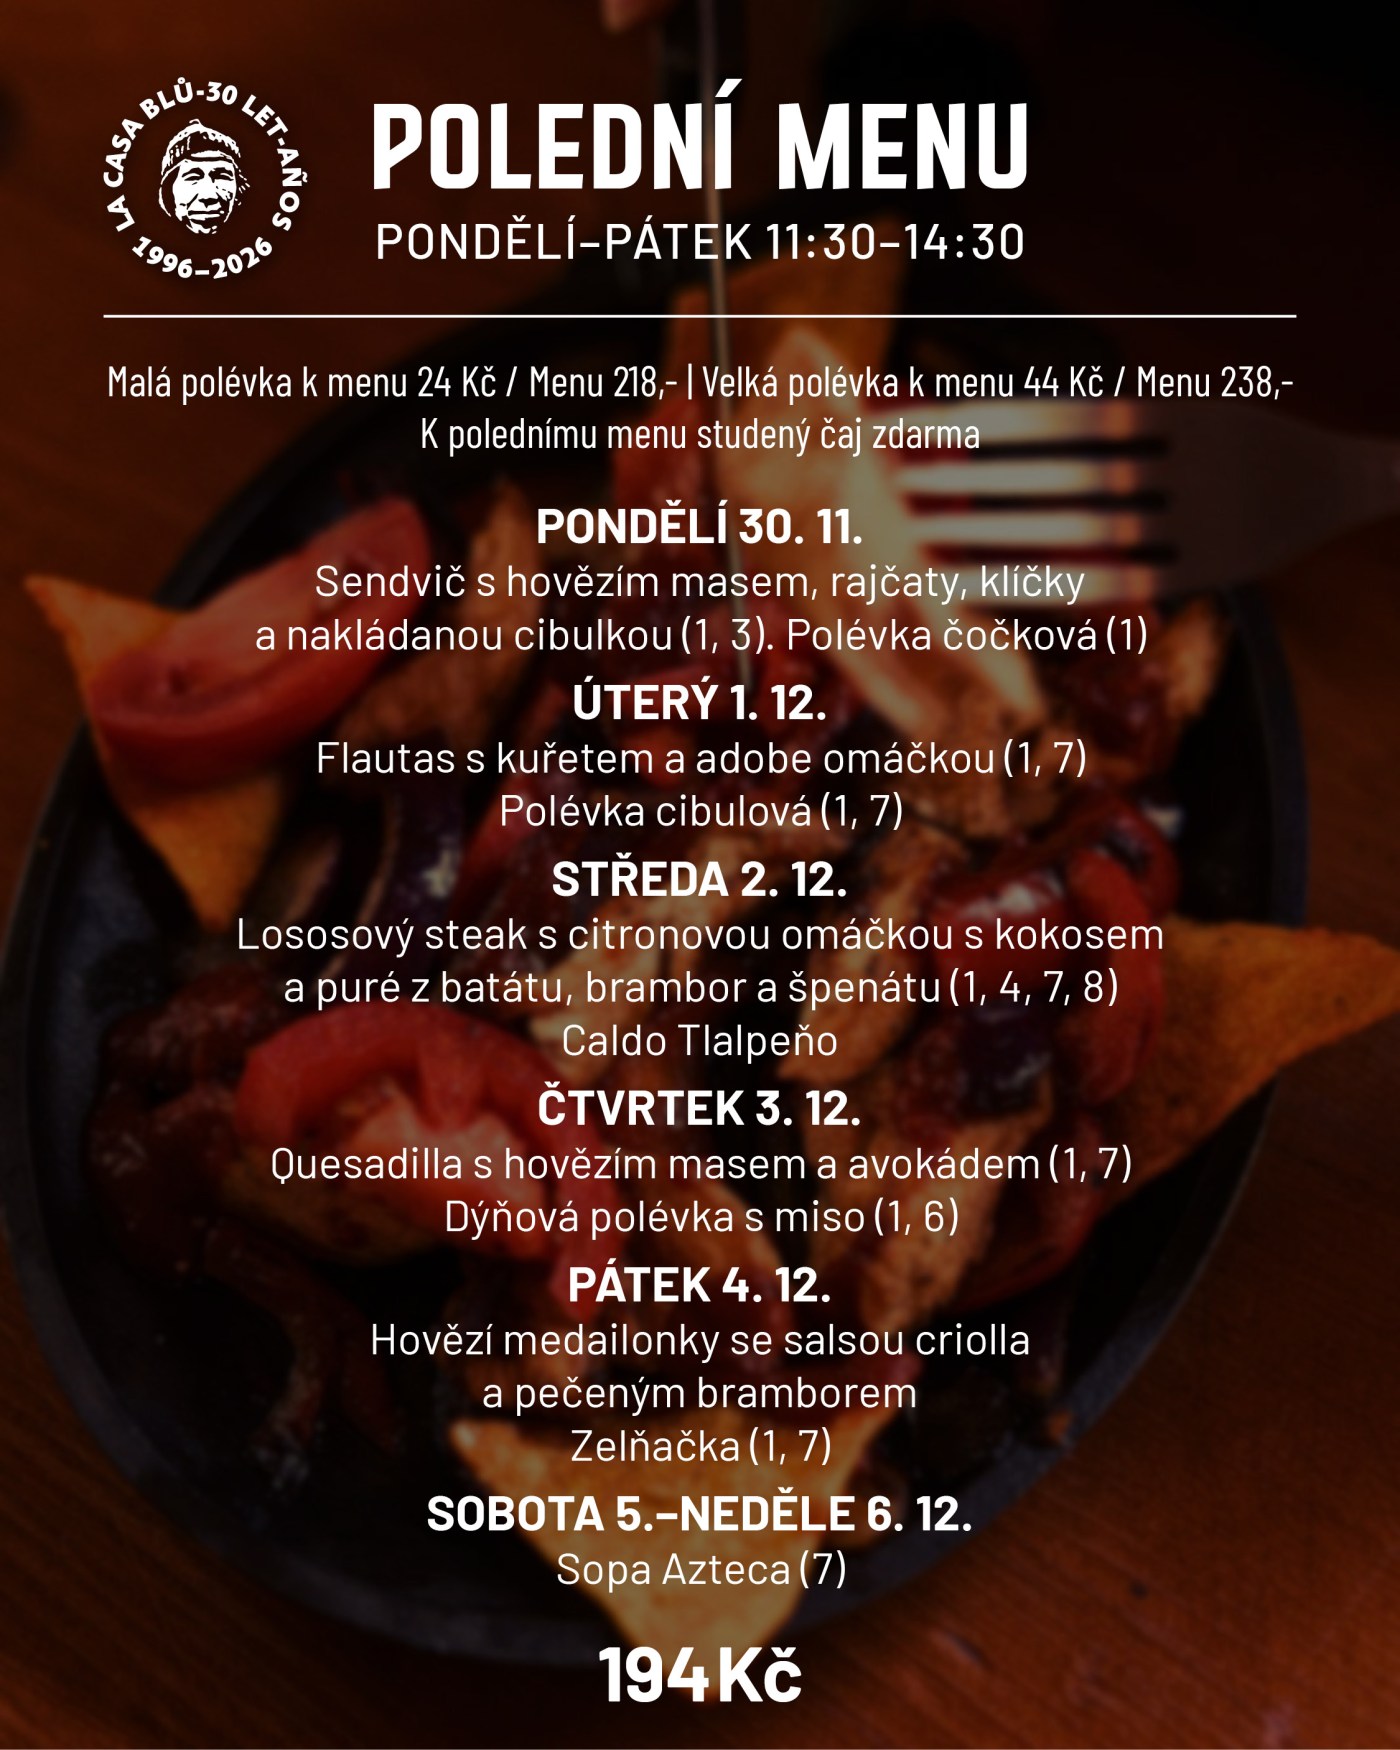 LA CASA BLŮ-30 LET-AÑOS
1996–2026
POLEDNÍ MENU
PONDĚLÍ–PÁTEK 11:30–14:30
Malá polévka k menu 24 Kč / Menu 218,- | Velká polévka k menu 44 Kč / Menu 238,-
K polednímu menu studený čaj zdarma
PONDĚLÍ 30. 11.
Sendvič s hovězím masem, rajčaty, klíčky
a nakládanou cibulkou (1, 3). Polévka čočková (1)
ÚTERÝ 1. 12.
Flautas s kuřetem a adobe omáčkou (1, 7)
Polévka cibulová (1, 7)
STŘEDA 2. 12.
Lososový steak s citronovou omáčkou s kokosem
a puré z batátu, brambor a špenátu (1, 4, 7, 8)
Caldo Tlalpeňo
ČTVRTEK 3. 12.
Quesadilla s hovězím masem a avokádem (1, 7)
Dýňová polévka s miso (1, 6)
PÁTEK 4. 12.
Hovězí medailonky se salsou criolla
a pečeným bramborem
Zelňačka (1, 7)
SOBOTA 5.–NEDĚLE 6. 12.
Sopa Azteca (7)
194 Kč